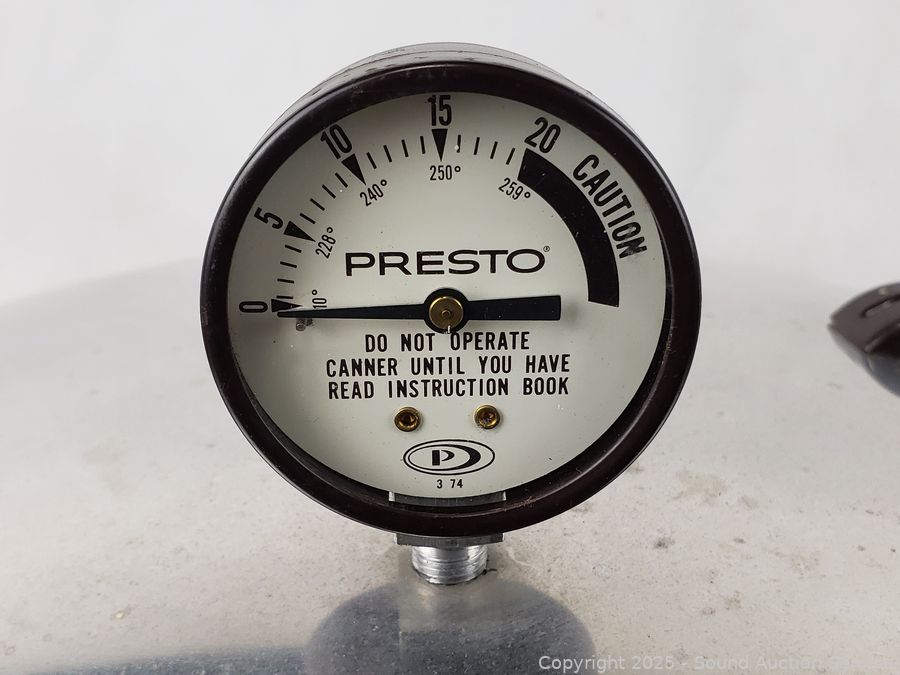 0
5
10
15
20
CAUTION
10°
228°
240°
250°
259°
PRESTO®
DO NOT OPERATE
CANNER UNTIL YOU HAVE
READ INSTRUCTION BOOK
P
3 74
Copyright 2025 - Sound Auction Service